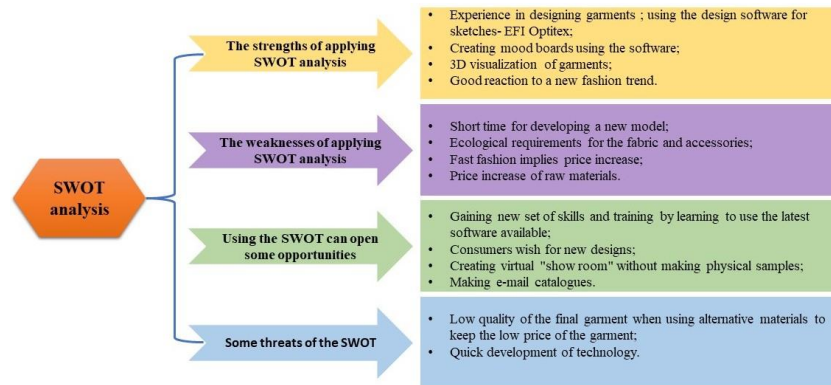 SWOT
analysis
The strengths of applying
SWOT analysis
• Experience in designing garments ; using the design software for
sketches- EFI Optitex;
• Creating mood boards using the software;
• 3D visualization of garments;
• Good reaction to a new fashion trend.
The weaknesses of applying
SWOT analysis
• Short time for developing a new model;
• Ecological requirements for the fabric and accessories;
• Fast fashion implies price increase;
• Price increase of raw materials.
Using the SWOT can open
some opportunities
• Gaining new set of skills and training by learning to use the latest
software available;
• Consumers wish for new designs;
• Creating virtual "show room" without making physical samples;
• Making e-mail catalogues.
Some threats of the SWOT
• Low quality of the final garment when using alternative materials to
keep the low price of the garment;
• Quick development of technology.